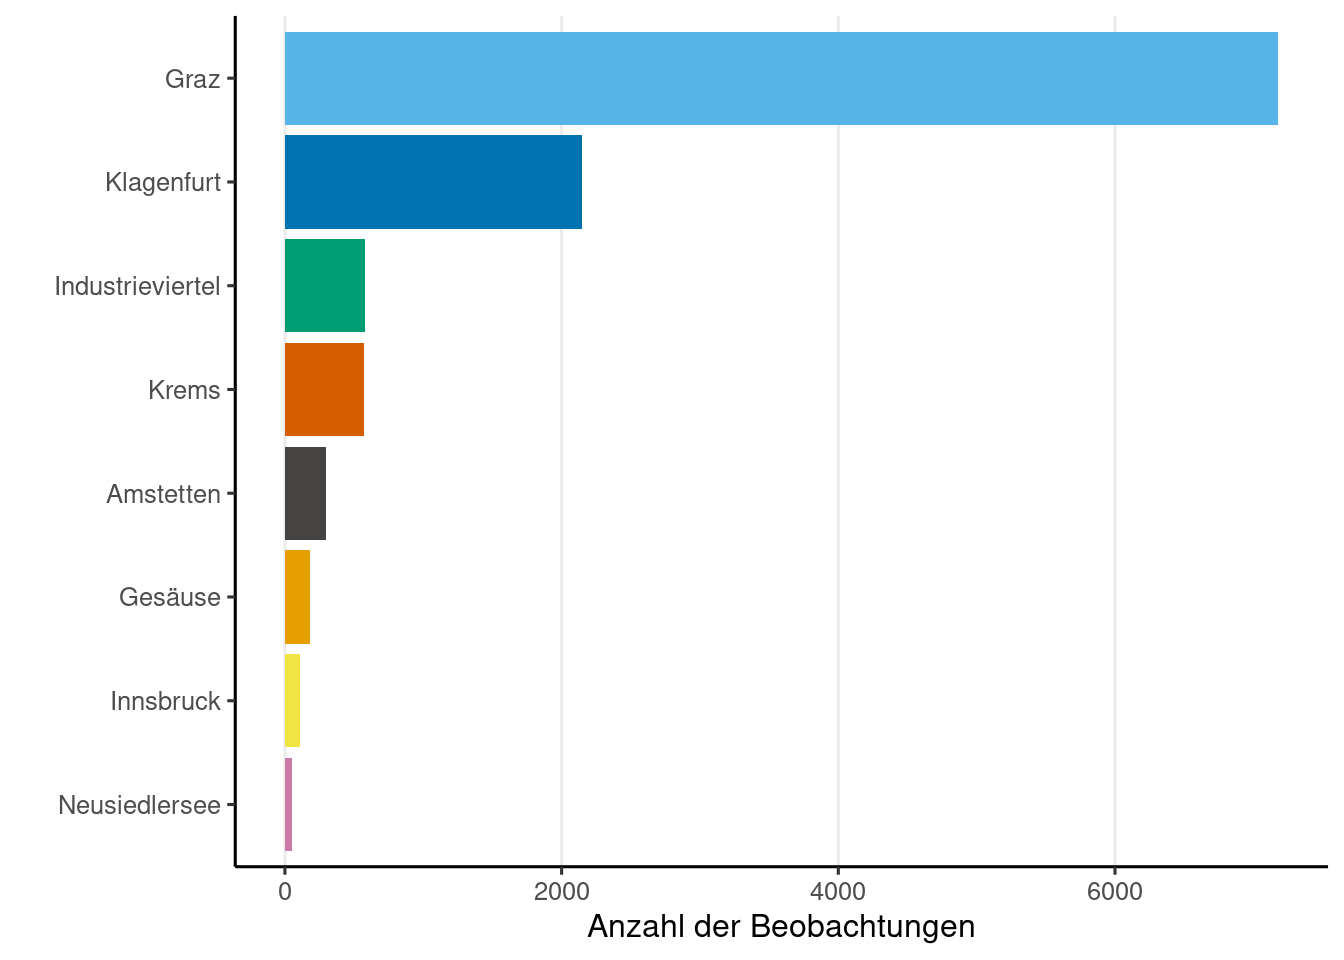 Graz
Klagenfurt
Industrieviertel
Krems
Amstetten
Gesäuse
Innsbruck
Neusiedlersee
0 2000 4000 6000
Anzahl der Beobachtungen